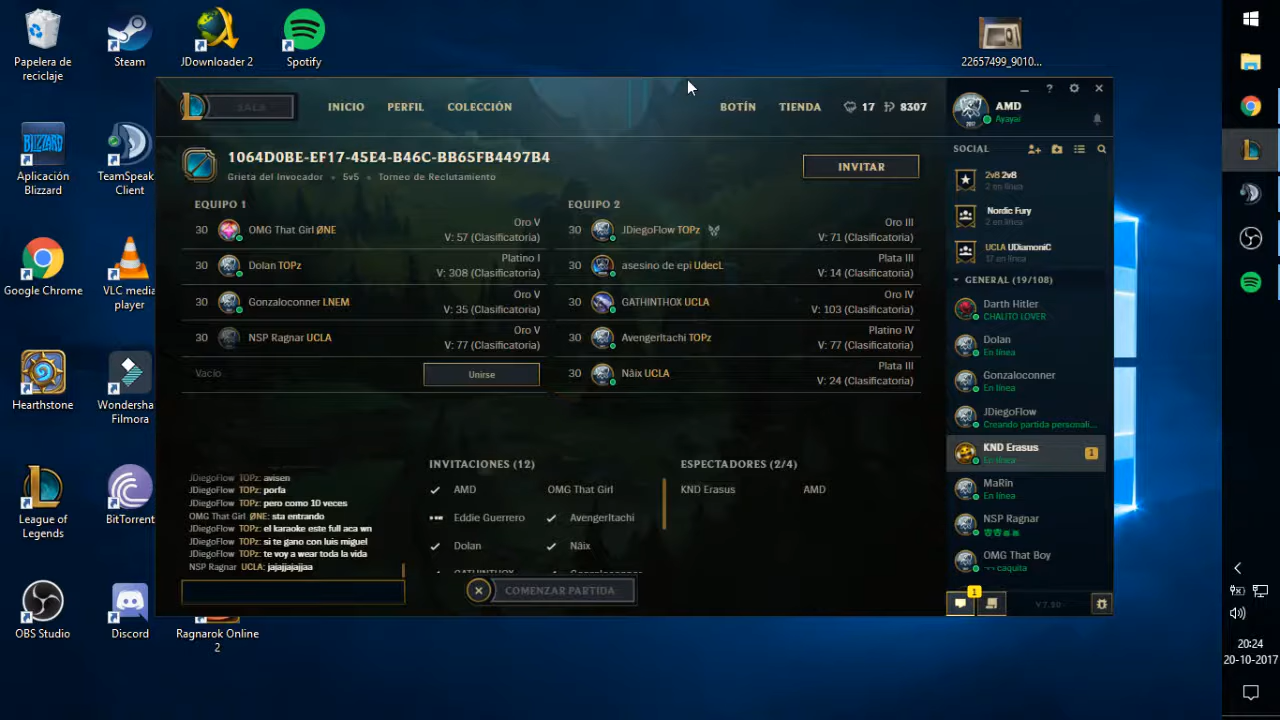 Papelera de reciclaje
Steam
JDownloader 2
Spotify
22657499_9010...
Aplicación Blizzard
TeamSpeak Client
Google Chrome
VLC media player
Hearthstone
Wondersha Filmora
League of Legends
BitTorrent
OBS Studio
Discord
Ragnarok Online 2
SALA
INICIO
PERFIL
COLECCIÓN
BOTÍN
TIENDA
17
8307
1064D0BE-EF17-45E4-B46C-BB65FB4497B4
Grieta del Invocador • 5v5 • Torneo de Reclutamiento
INVITAR
EQUIPO 1
30 OMG That Girl ØNE Oro V
V: 57 (Clasificatoria)
30 Dolan TOPz Platino I
V: 308 (Clasificatoria)
30 Gonzaloconner LNEM Oro V
V: 35 (Clasificatoria)
30 NSP Ragnar UCLA Oro V
V: 77 (Clasificatoria)
Vacío
Unirse
EQUIPO 2
30 JDiegoFlow TOPz Oro III
V: 71 (Clasificatoria)
30 asesino de epi UdecL Plata III
V: 14 (Clasificatoria)
30 GATHINTHOX UCLA Oro IV
V: 103 (Clasificatoria)
30 AvengerItachi TOPz Platino IV
V: 77 (Clasificatoria)
30 Nâix UCLA Plata III
V: 24 (Clasificatoria)
JDiegoFlow TOPz: avisen
JDiegoFlow TOPz: porfa
JDiegoFlow TOPz: pero como 10 veces
OMG That Girl ØNE: sta entrando
JDiegoFlow TOPz: el karaoke este full aca wn
JDiegoFlow TOPz: si te gano con luis miguel
JDiegoFlow TOPz: te voy a wear toda la vida
NSP Ragnar UCLA: jajajjajajjaa
INVITACIONES (12)
AMD
OMG That Girl
Eddie Guerrero
AvengerItachi
Dolan
Nâix
GATHINTHOX
Gonzaloconner
ESPECTADORES (2/4)
KND Erasus
AMD
COMENZAR PARTIDA
AMD
Ayayai
2017
SOCIAL
2v8 2v8
2 en línea
Nordic Fury
2 en línea
UCLA UDiamoniC
17 en línea
GENERAL (19/108)
Darth Hitler
CHALITO LOVER
Dolan
En línea
Gonzaloconner
En línea
JDiegoFlow
Creando partida personali...
KND Erasus
En línea
1
MaRin
En línea
NSP Ragnar
OMG That Boy
¬¬ caquita
1
V7.20
20:24
20-10-2017